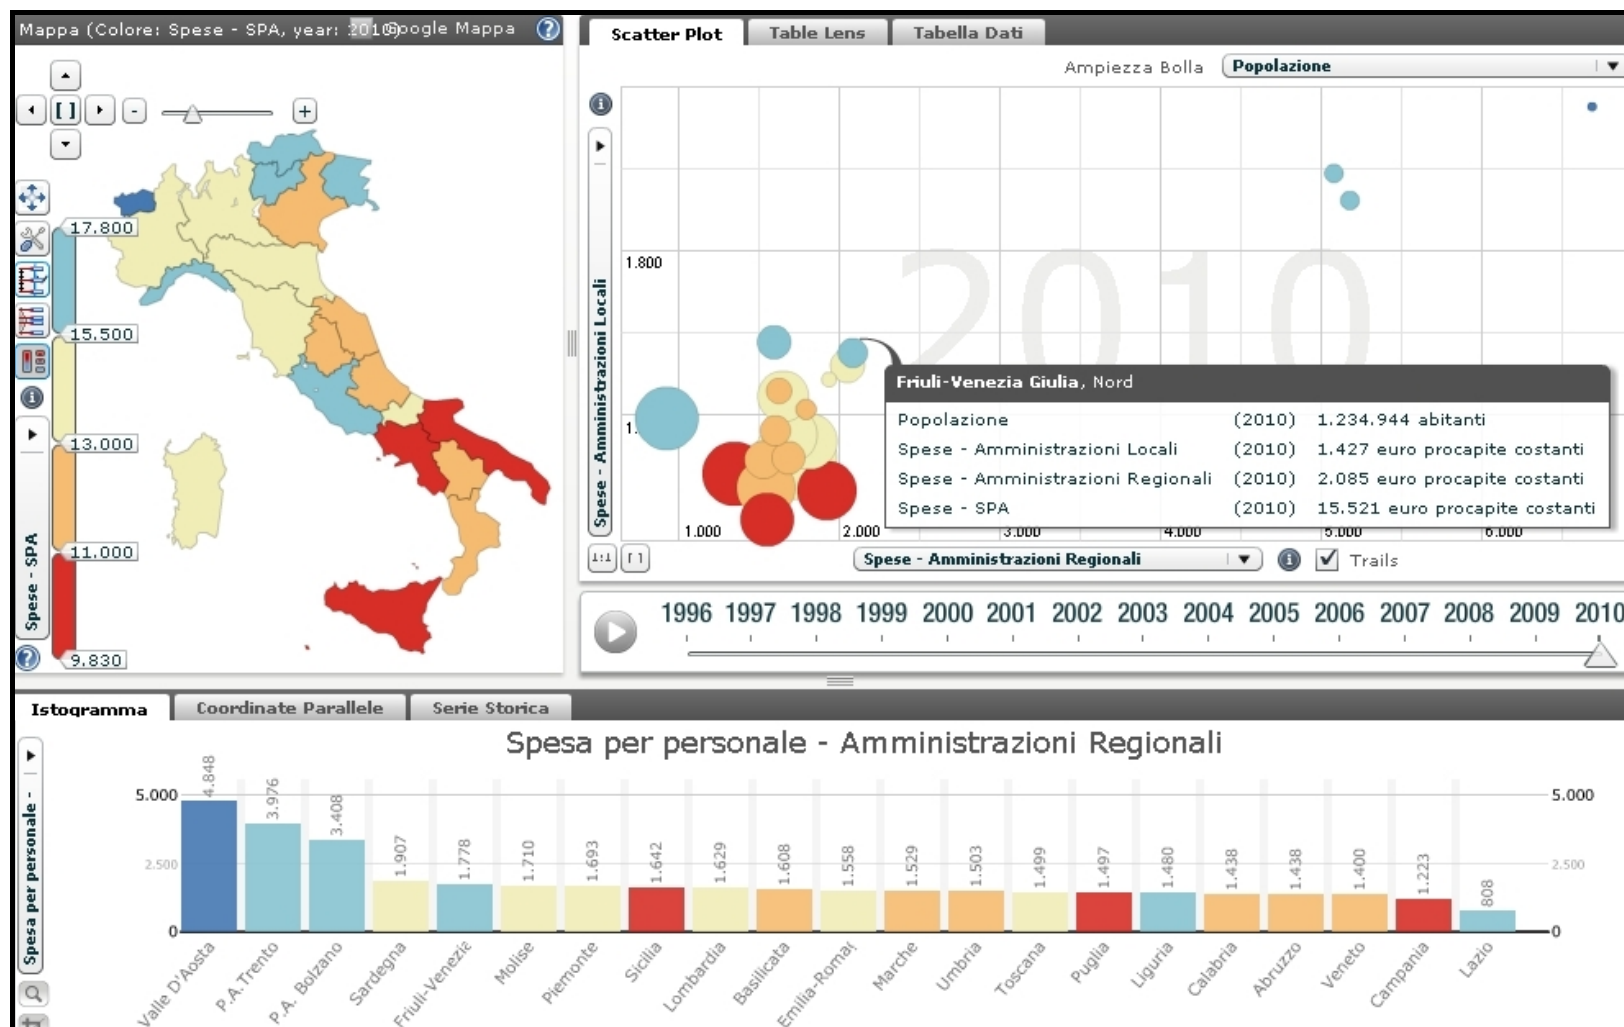 Mappa (Colore: Spese - SPA, year: 2010)
Google Mappa
?
[ ]
-
+
17.800
15.500
13.000
11.000
9.830
Spese - SPA
?
Scatter Plot
Table Lens
Tabella Dati
Ampiezza Bolla
Popolazione
Spese - Amministrazioni Locali
2010
1.800
1.
1.000
2.000
3.000
4.000
5.000
6.000
Friuli-Venezia Giulia, Nord
Popolazione (2010) 1.234.944 abitanti
Spese - Amministrazioni Locali (2010) 1.427 euro procapite costanti
Spese - Amministrazioni Regionali (2010) 2.085 euro procapite costanti
Spese - SPA (2010) 15.521 euro procapite costanti
1:1
[ ]
Spese - Amministrazioni Regionali
Trails
1996 1997 1998 1999 2000 2001 2002 2003 2004 2005 2006 2007 2008 2009 2010
Istogramma
Coordinate Parallele
Serie Storica
Spesa per personale - Amministrazioni Regionali
Spesa per personale -
5.000
2.500
0
4.848
3.976
3.408
1.907
1.778
1.710
1.693
1.642
1.629
1.608
1.558
1.529
1.503
1.499
1.497
1.480
1.438
1.438
1.400
1.223
808
5.000
2.500
0
Valle D'Aosta
P.A.Trento
P.A. Bolzano
Sardegna
Friuli-Venezia
Molise
Piemonte
Sicilia
Lombardia
Basilicata
Emilia-Romag
Marche
Umbria
Toscana
Puglia
Liguria
Calabria
Abruzzo
Veneto
Campania
Lazio